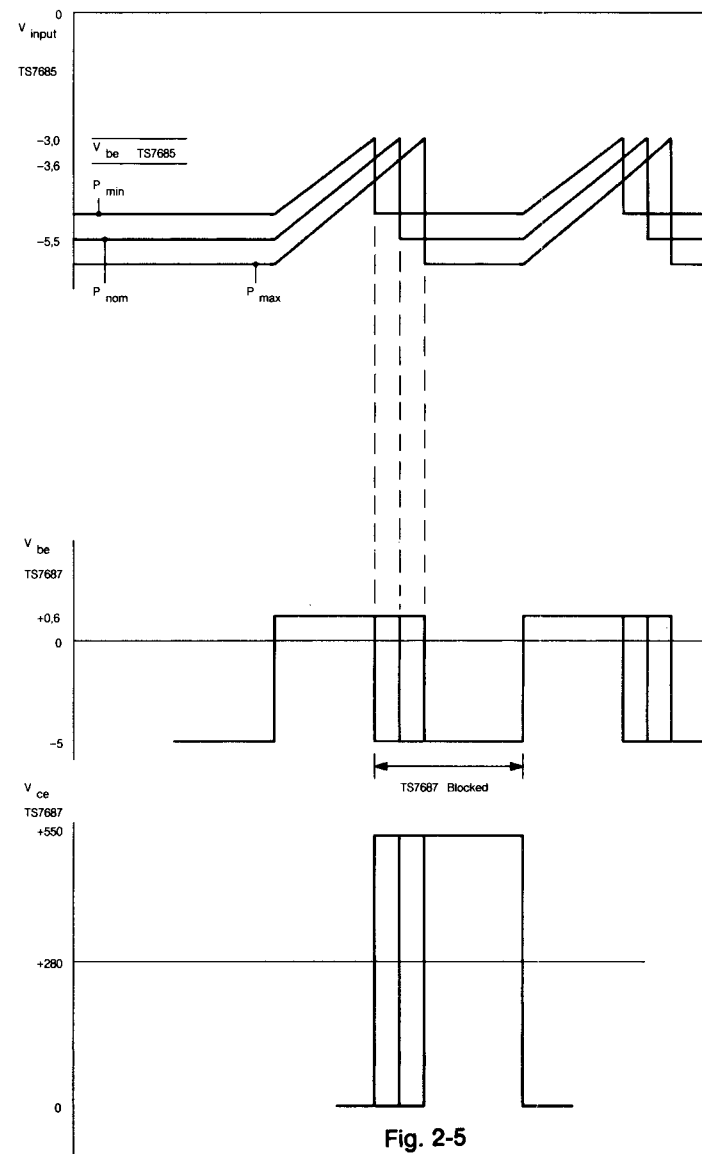 0
V input
TS7685
-3,0
V be TS7685
-3,6
P min
-5,5
P nom
P max
V be
TS7687
+0,6
0
-5
TS7687 Blocked
V ce
TS7687
+550
+280
0
Fig. 2-5